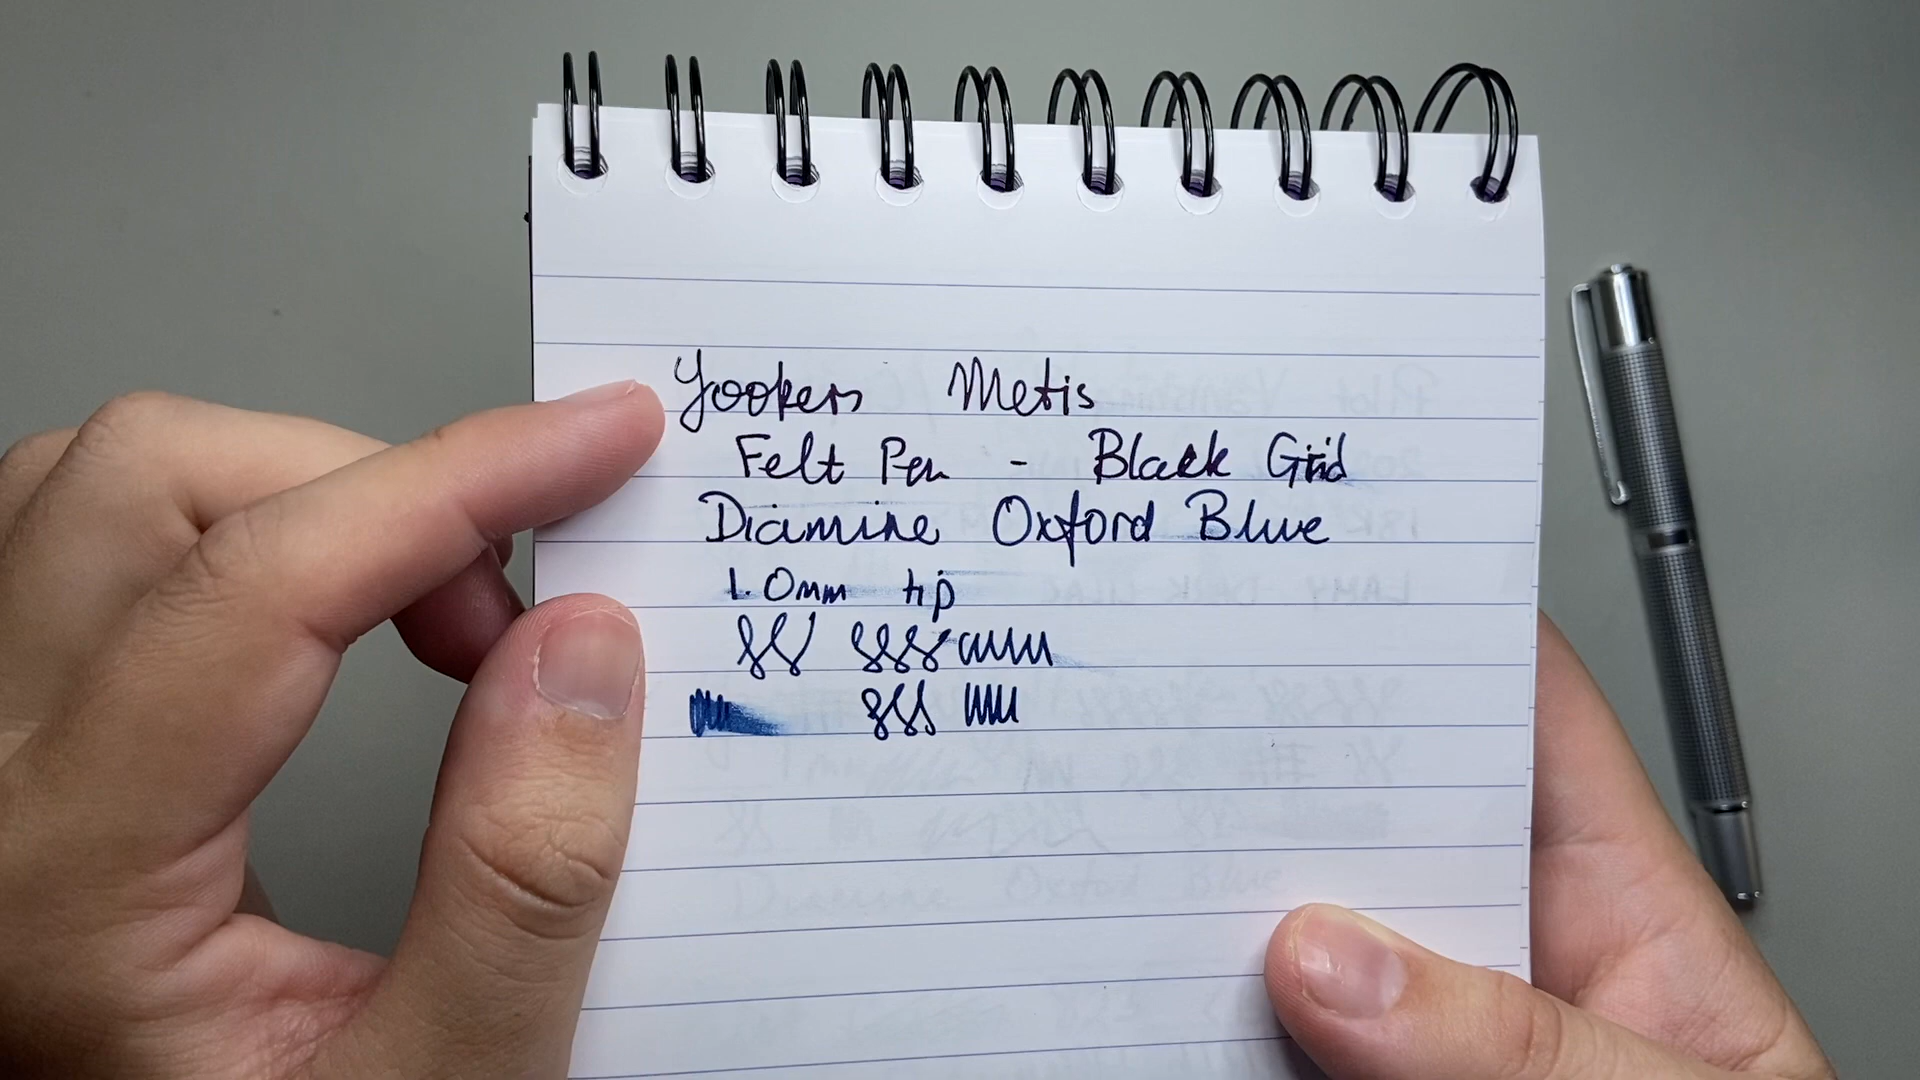 Yookers Metis
Felt Pen - Black Grid
Diamine Oxford Blue
1.0mm tip